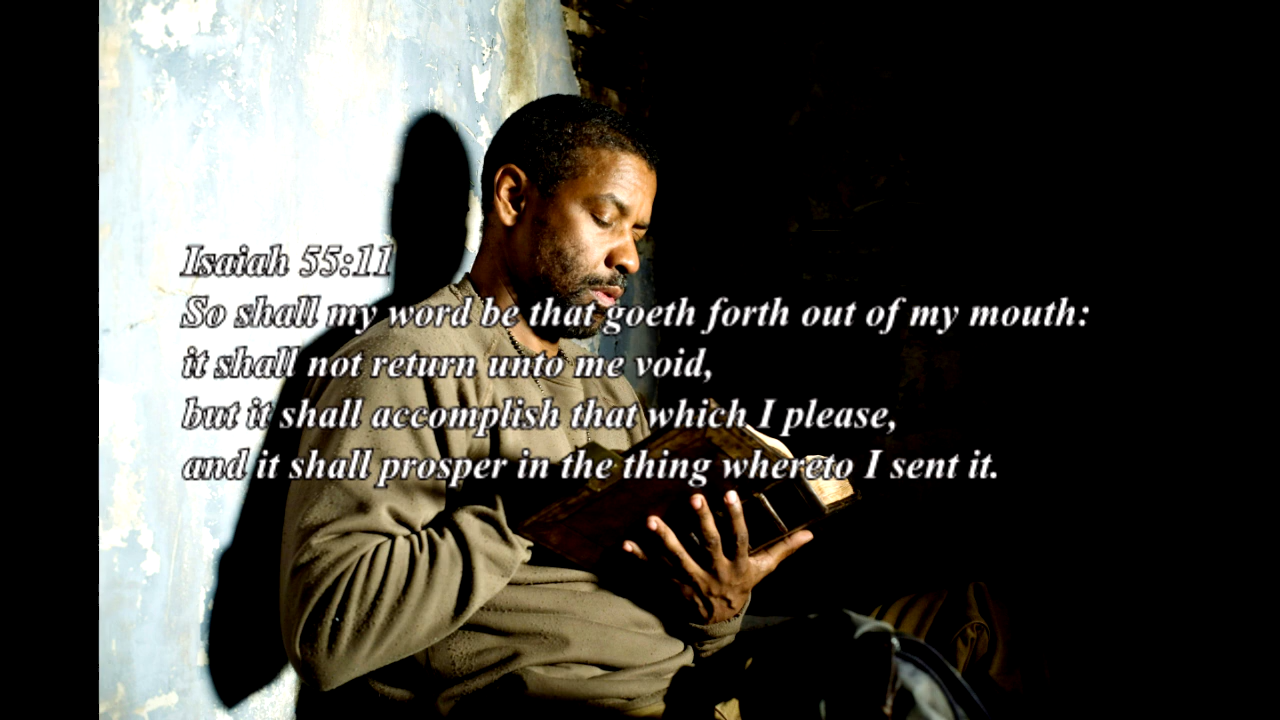 Isaiah 55:11
So shall my word be that goeth forth out of my mouth:
it shall not return unto me void,
but it shall accomplish that which I please,
and it shall prosper in the thing whereto I sent it.